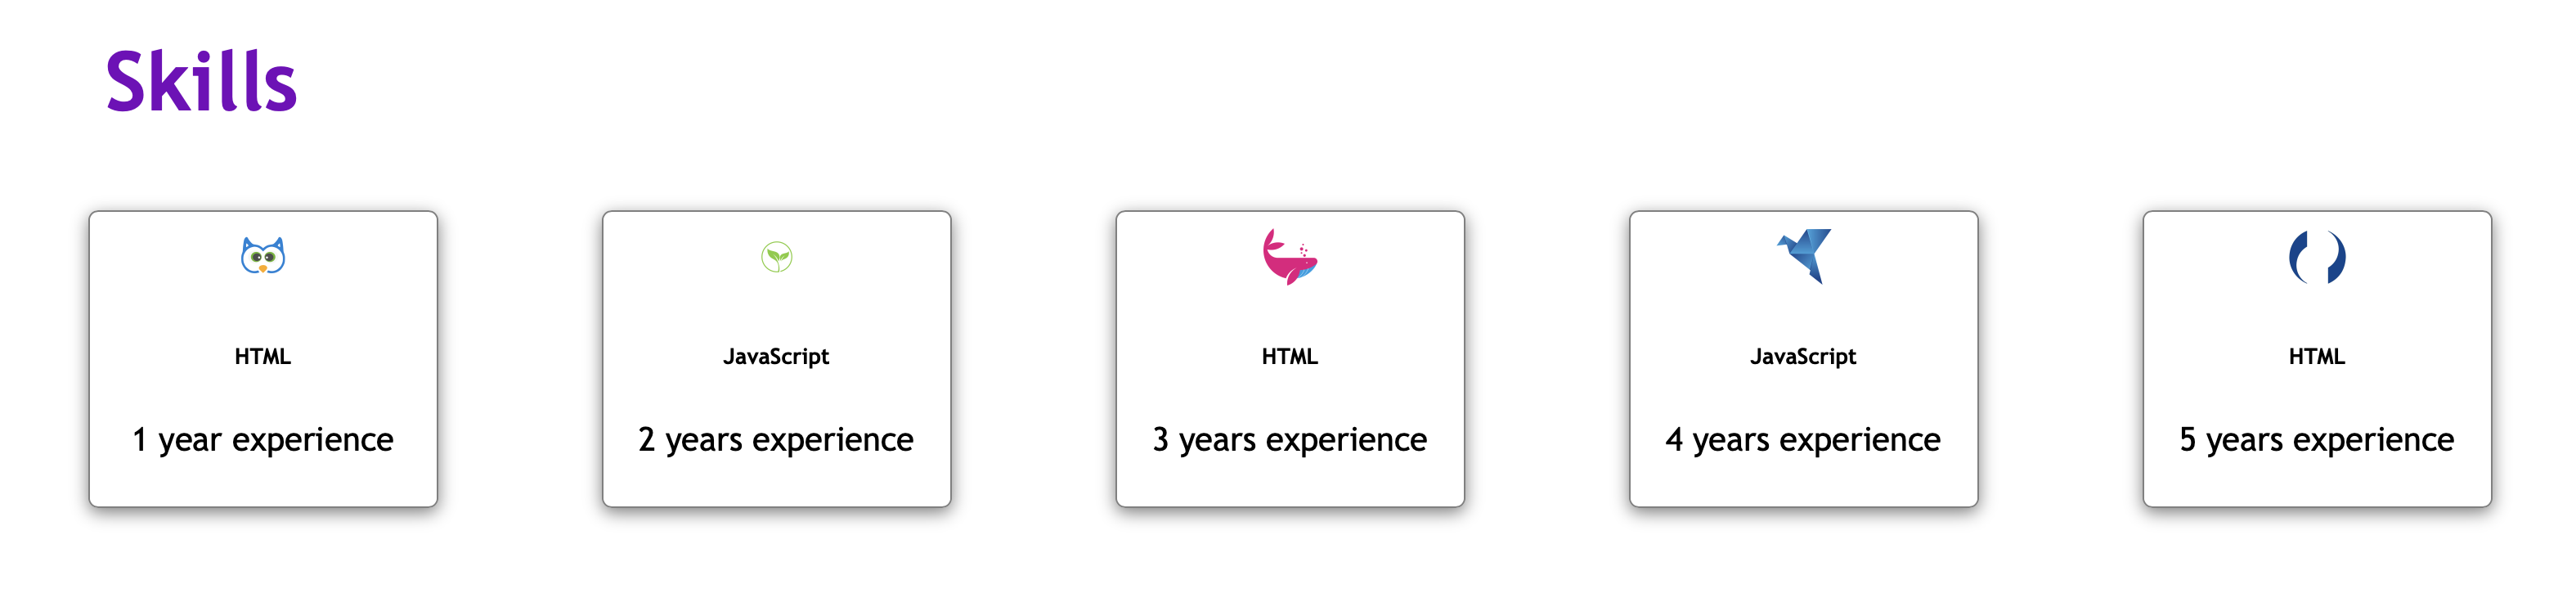 Skills
HTML
1 year experience
JavaScript
2 years experience
HTML
3 years experience
JavaScript
4 years experience
HTML
5 years experience